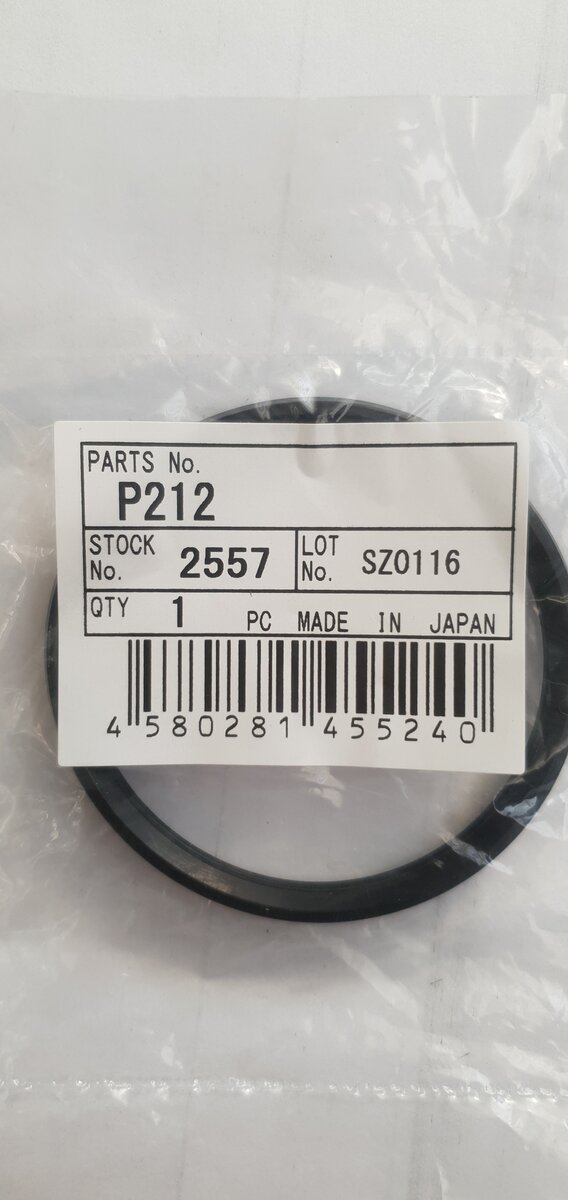 PARTS No.
P212
STOCK No. 2557 LOT No. SZ0116
QTY 1 PC MADE IN JAPAN
4 580281 455240